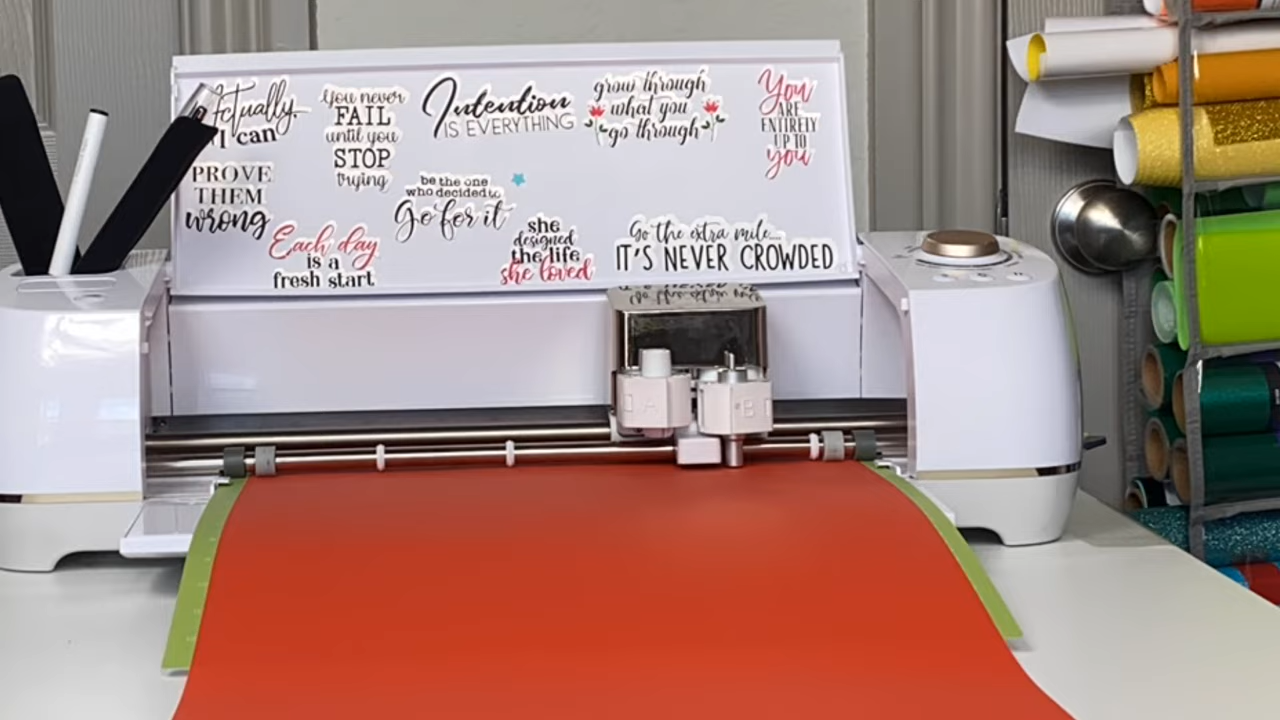 Actually,
I can
you never
FAIL
until you
STOP
trying
Intention
IS EVERYTHING
grow through
what you
go through
You
ARE
ENTIRELY
UP TO
you
PROVE
THEM
wrong
be the one
who decided to
Go for it
Each day
is a
fresh start
she
designed
the life
she loved
Go the extra mile...
IT'S NEVER CROWDED
A
B